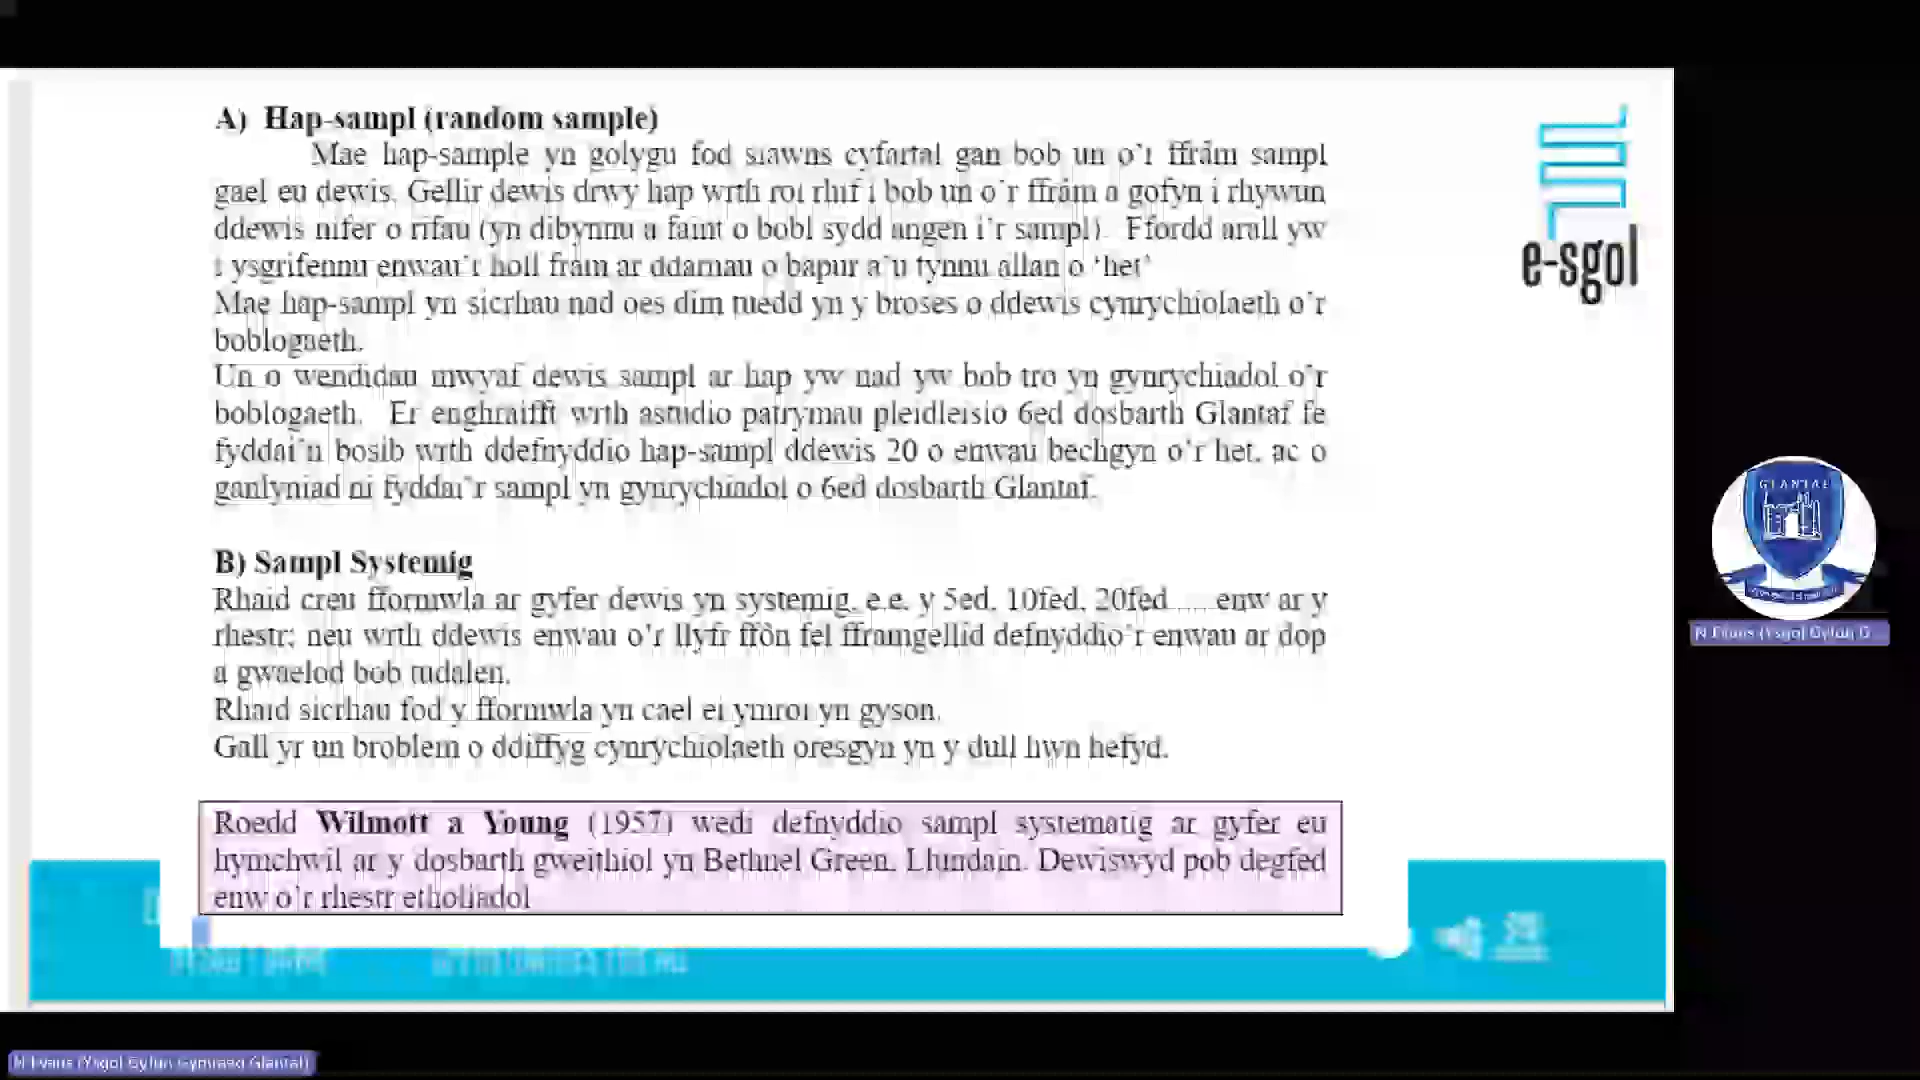 A) Hap-sampl (random sample)
Mae hap-sample yn golygu fod siawns cyfartal gan bob un o'i ffrâm sampl
gael eu dewis. Gellir dewis drwy hap wrth roi rhif i bob un o'r ffrâm a gofyn i rhywun
ddewis nifer o rifau (yn dibynnu a faint o bobl sydd angen i'r sampl). Ffordd arall yw
i ysgrifennu enwau'r holl fram ar ddarnau o bapur a'u tynnu allan o 'het'
Mae hap-sampl yn sicrhau nad oes dim tuedd yn y broses o ddewis cynrychiolaeth o'r
boblogaeth.
Un o wendidau mwyaf dewis sampl ar hap yw nad yw bob tro yn gynrychiadol o'r
boblogaeth. Er enghraifft wrth astudio patrymau pleidleisio 6ed dosbarth Glantaf fe
fyddai'n bosib wrth ddefnyddio hap-sampl ddewis 20 o enwau bechgyn o'r het, ac o
ganlyniad ni fyddai'r sampl yn gynrychiadol o 6ed dosbarth Glantaf.
B) Sampl Systemig
Rhaid creu fformwla ar gyfer dewis yn systemig, e.e. y 5ed, 10fed, 20fed.......enw ar y
rhestr; neu wrth ddewis enwau o'r llyfr ffôn fel fframgellid defnyddio'r enwau ar dop
a gwaelod bob tudalen.
Rhaid sicrhau fod y fformwla yn cael ei ymroi yn gyson.
Gall yr un broblem o ddiffyg cynrychiolaeth oresgyn yn y dull hwn hefyd.
Roedd Wilmott a Young (1957) wedi defnyddio sampl systematig ar gyfer eu
hymchwil ar y dosbarth gweithiol yn Bethnel Green, Llundain. Dewiswyd pob degfed
enw o'r rhestr etholiadol
e-sgol
GLANTAF
N Evans (Ysgol Gyfun G...
N Evans (Ysgol Gyfun Gymraeg Glantaf)